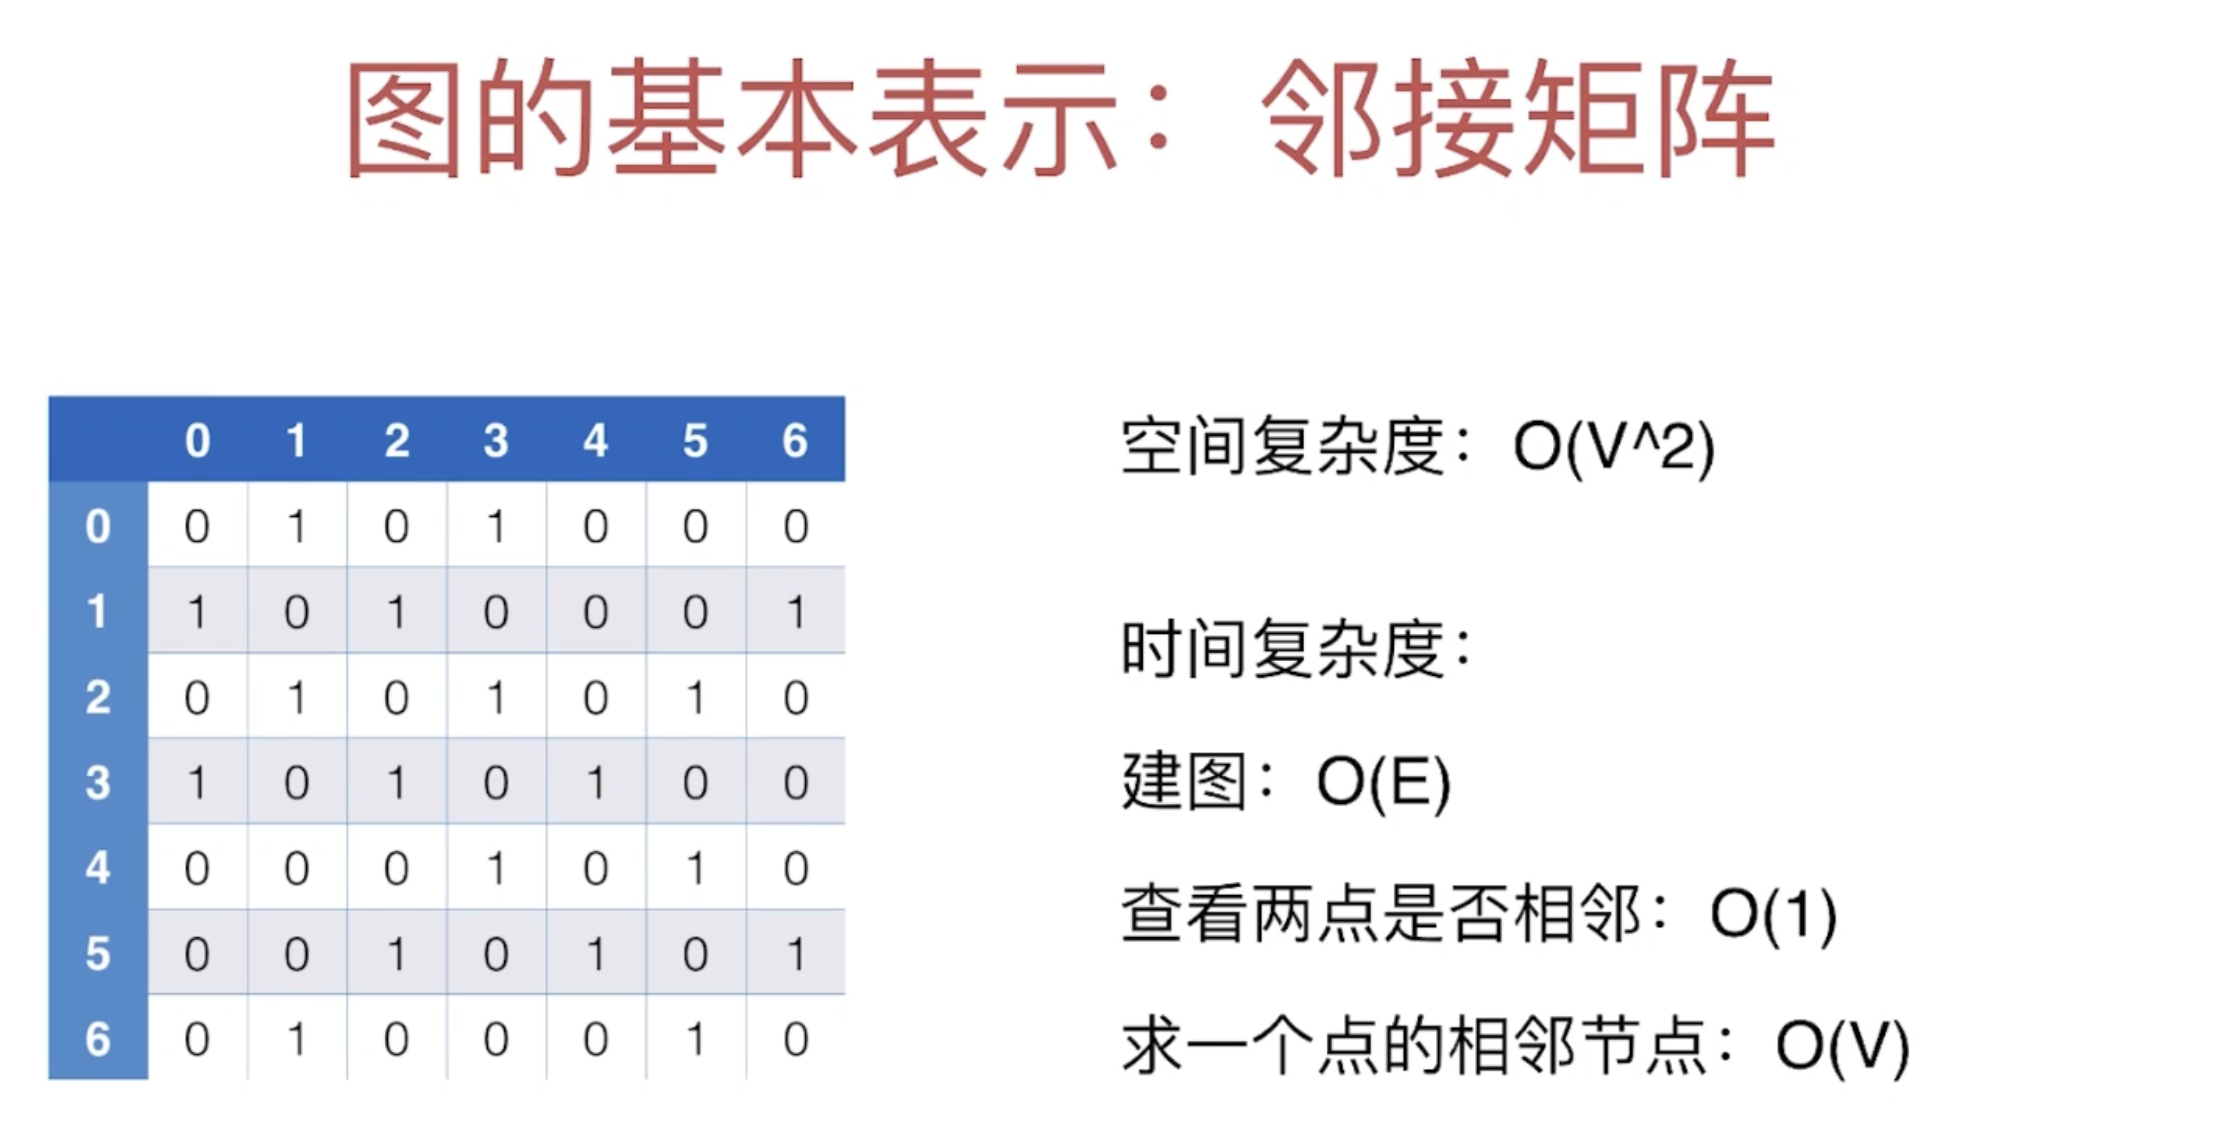 图的基本表示：邻接矩阵
0 1 2 3 4 5 6
0 0 1 0 1 0 0 0
1 1 0 1 0 0 0 1
2 0 1 0 1 0 1 0
3 1 0 1 0 1 0 0
4 0 0 0 1 0 1 0
5 0 0 1 0 1 0 1
6 0 1 0 0 0 1 0
空间复杂度：O(V^2)
时间复杂度：
建图：O(E)
查看两点是否相邻：O(1)
求一个点的相邻节点：O(V)